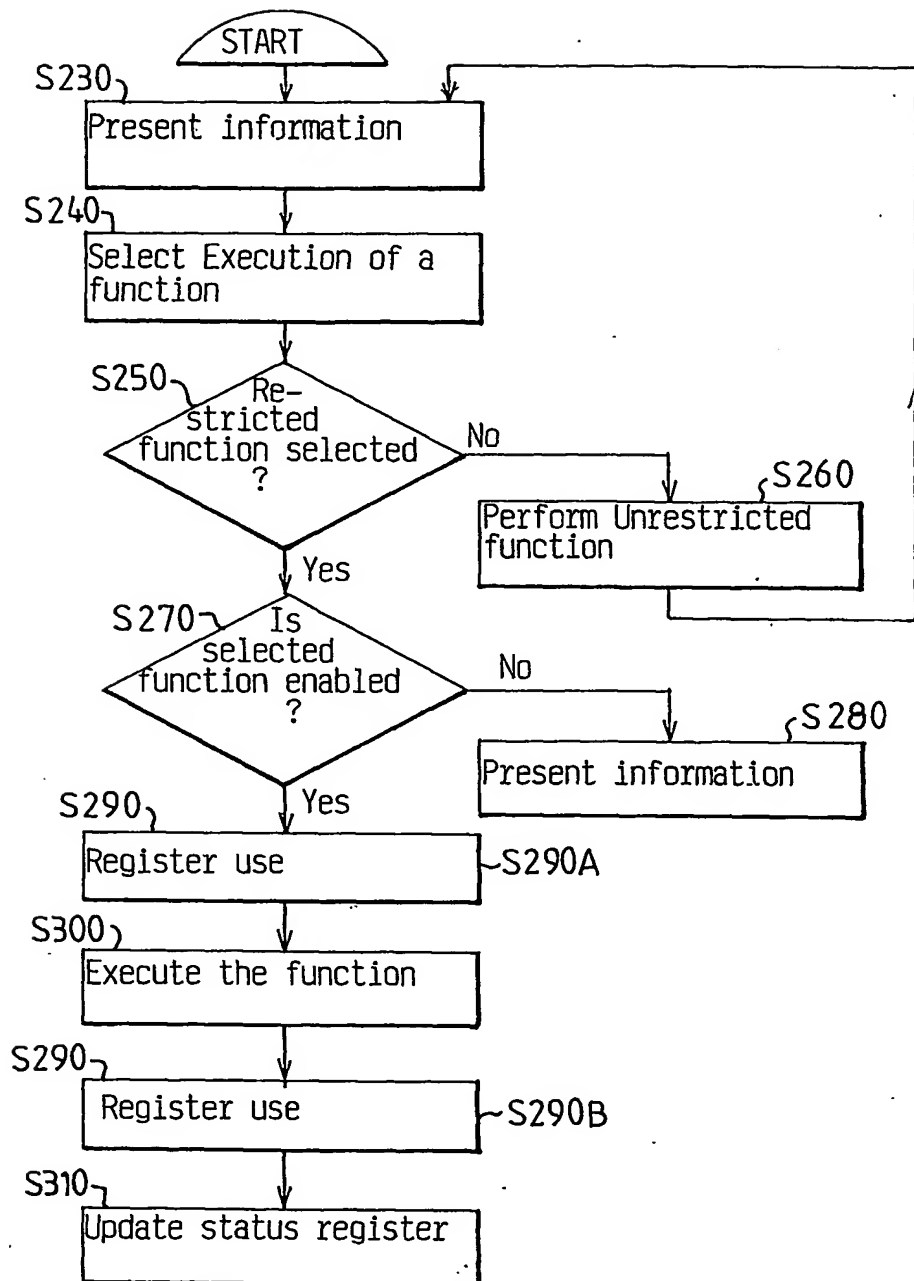 START
S230
Present information
S240
Select Execution of a
function
S250
Re-
stricted
function selected
?
No
S260
Perform Unrestricted
function
Yes
S270
Is
selected
function enabled
?
No
S280
Present information
Yes
S290
Register use
S290A
S300
Execute the function
S290
Register use
S290B
S310
Update status register